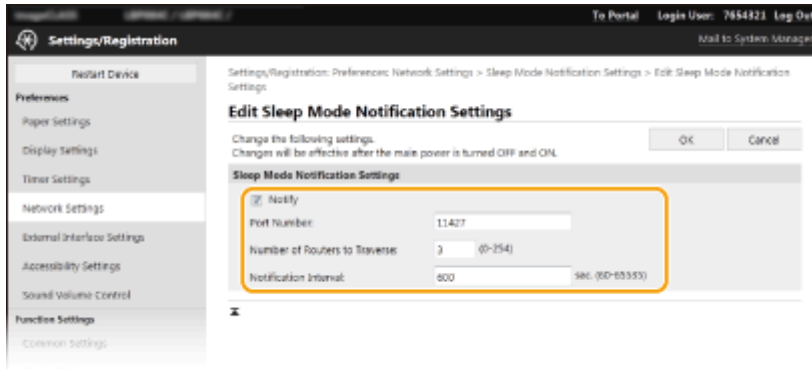 To Portal Login User: 7654321 Log Out
Settings/Registration
Mail to System Manager
Restart Device
Preferences
Paper Settings
Display Settings
Timer Settings
Network Settings
External Interface Settings
Accessibility Settings
Sound Volume Control
Function Settings
Common Settings
Settings/Registration: Preferences: Network Settings > Sleep Mode Notification Settings > Edit Sleep Mode Notification
Settings
Edit Sleep Mode Notification Settings
Change the following settings.
Changes will be effective after the main power is turned OFF and ON.
OK Cancel
Sleep Mode Notification Settings
Notify
Port Number: 11427
Number of Routers to Traverse: 3 (0-254)
Notification Interval: 600 sec. (60-65535)